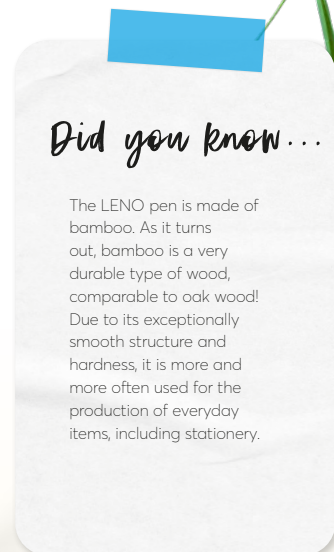 Did you know...
The LENO pen is made of
bamboo. As it turns
out, bamboo is a very
durable type of wood,
comparable to oak wood!
Due to its exceptionally
smooth structure and
hardness, it is more and
more often used for the
production of everyday
items, including stationery.